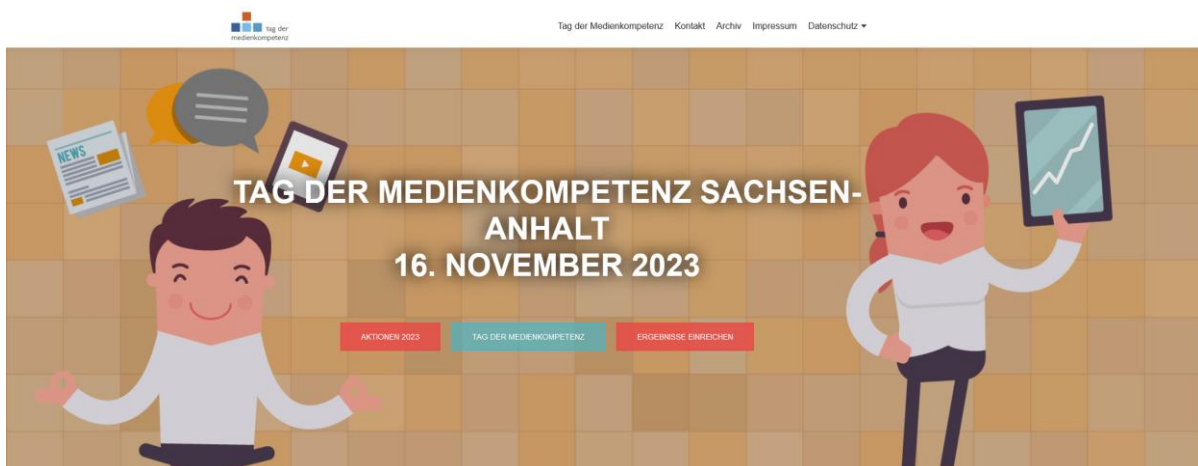 tag der
medienkompetenz
Tag der Medienkompetenz Kontakt Archiv Impressum Datenschutz
NEWS
TAG DER MEDIENKOMPETENZ SACHSEN-
ANHALT
16. NOVEMBER 2023
AKTIONEN 2023 TAG DER MEDIENKOMPETENZ ERGEBNISSE EINREICHEN